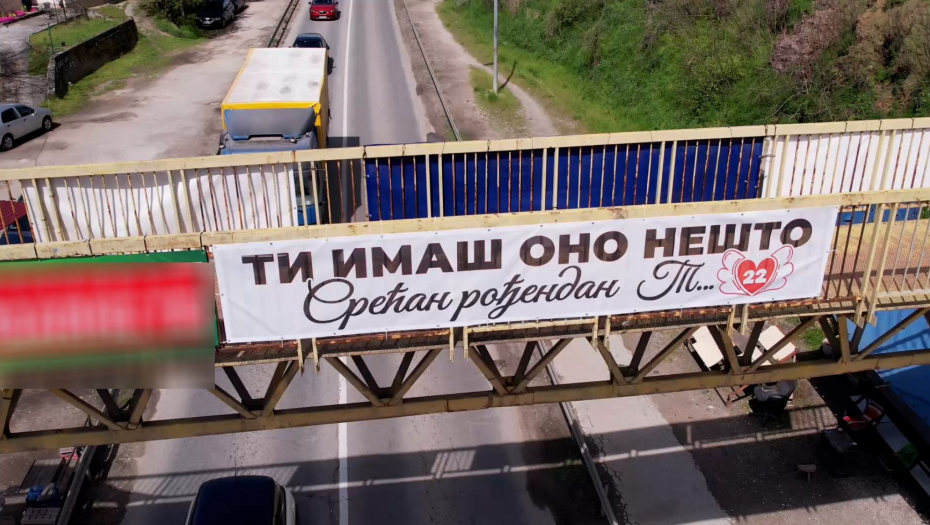 ТИ ИМАШ ОНО НЕШТО
Срећан рођендан Т...
22